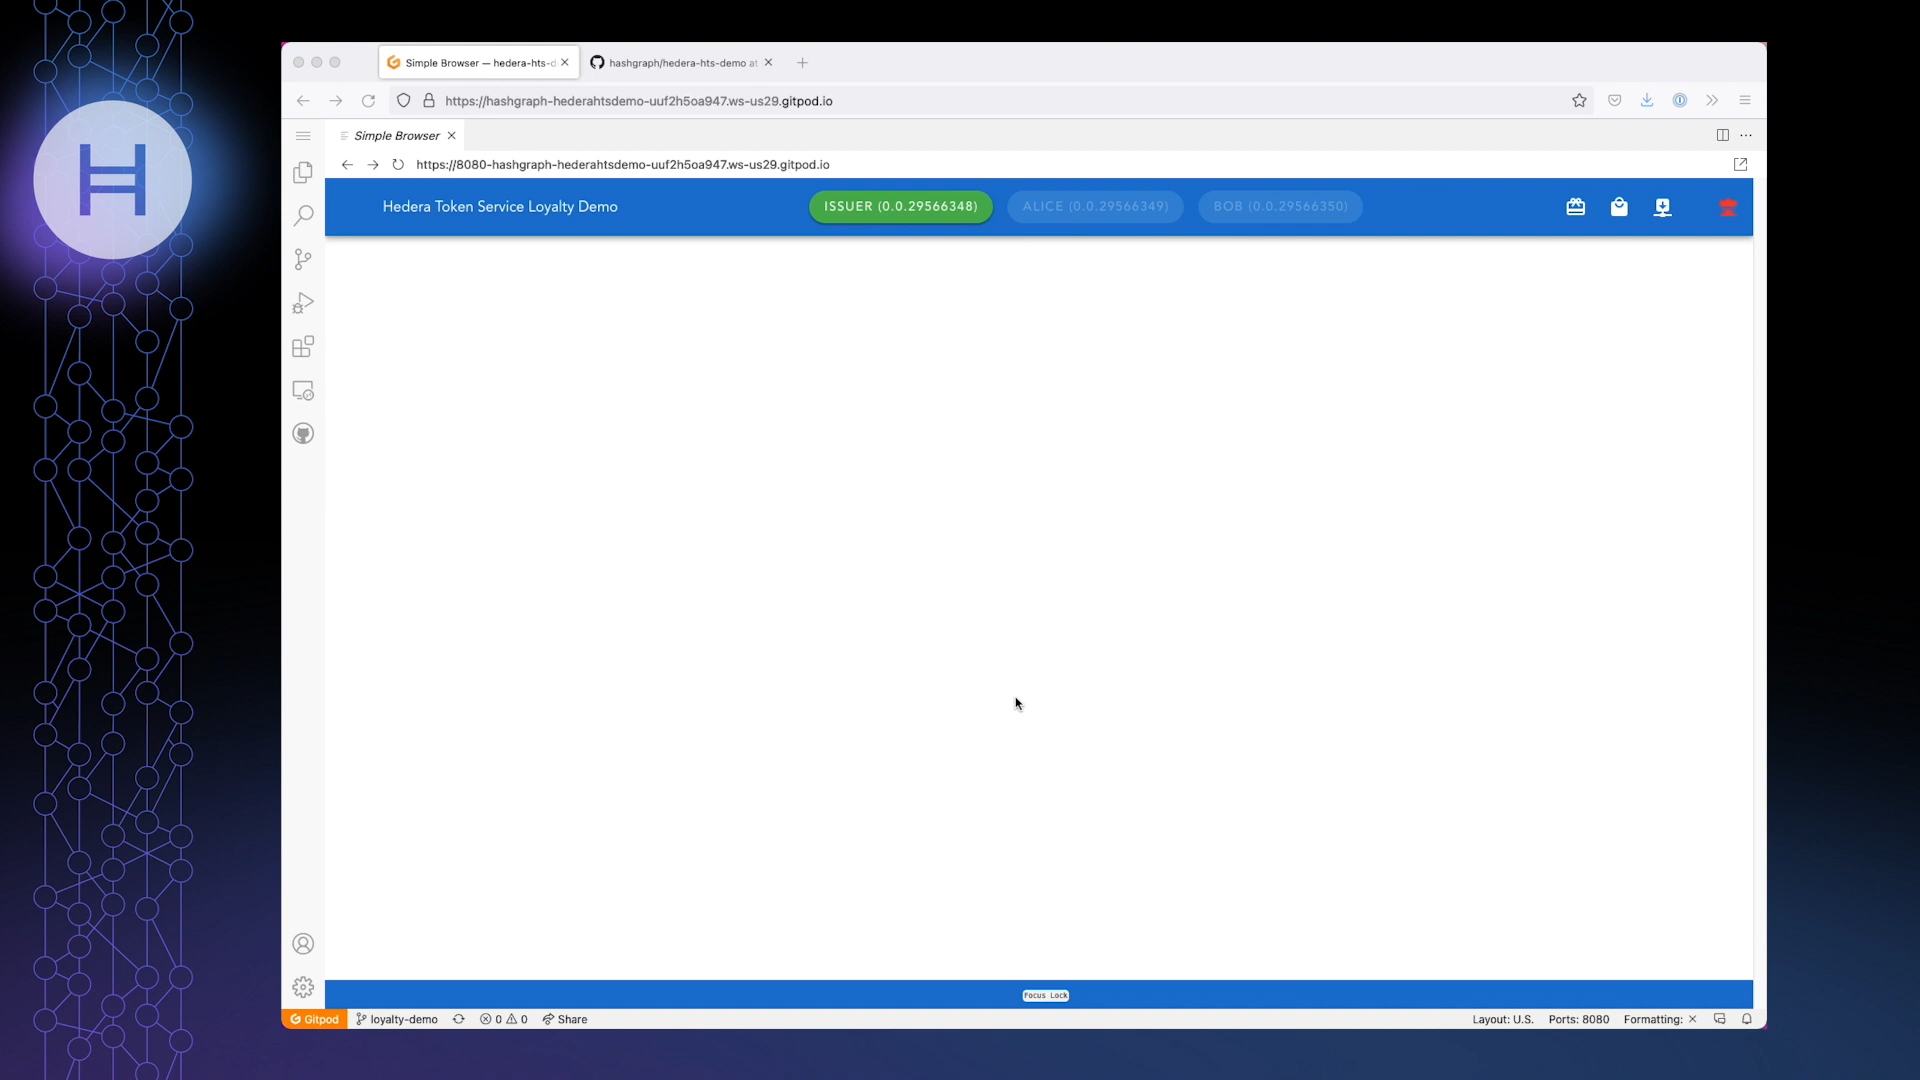 Simple Browser — hedera-hts-d
hashgraph/hedera-hts-demo at
https://hashgraph-hederahtsdemo-uuf2h5oa947.ws-us29.gitpod.io
Simple Browser
https://8080-hashgraph-hederahtsdemo-uuf2h5oa947.ws-us29.gitpod.io
Hedera Token Service Loyalty Demo
ISSUER (0.0.29566348)
ALICE (0.0.29566349)
BOB (0.0.29566350)
Focus Lock
Gitpod
loyalty-demo
0
0
Share
Layout: U.S.
Ports: 8080
Formatting: